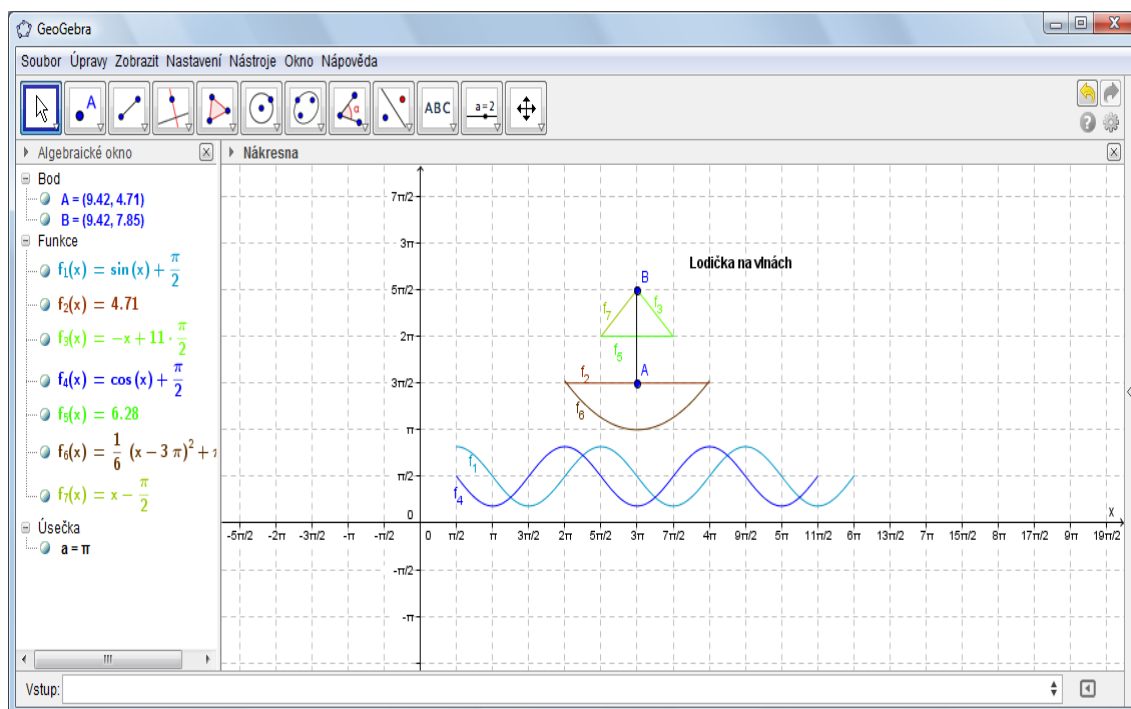 GeoGebra
Soubor Úpravy Zobrazit Nastavení Nástroje Okno Nápověda
A
α
ABC
a=2
Algebraické okno
Nákresna
Bod
A = (9.42, 4.71)
B = (9.42, 7.85)
Funkce
f₁(x) = sin(x) + π/2
f₂(x) = 4.71
f₃(x) = −x + 11 · π/2
f₄(x) = cos(x) + π/2
f₅(x) = 6.28
f₆(x) = 1/6 (x − 3 π)² +
f₇(x) = x − π/2
Úsečka
a = π
7π/2
3π
5π/2
2π
3π/2
π
π/2
0
-π/2
-π
Lodička na vlnách
B
f₇
f₃
f₅
A
f₂
f₆
f₁
f₄
x
-5π/2 -2π -3π/2 -π -π/2 0 π/2 π 3π/2 2π 5π/2 3π 7π/2 4π 9π/2 5π 11π/2 6π 13π/2 7π 15π/2 8π 17π/2 9π 19π/2
Vstup: